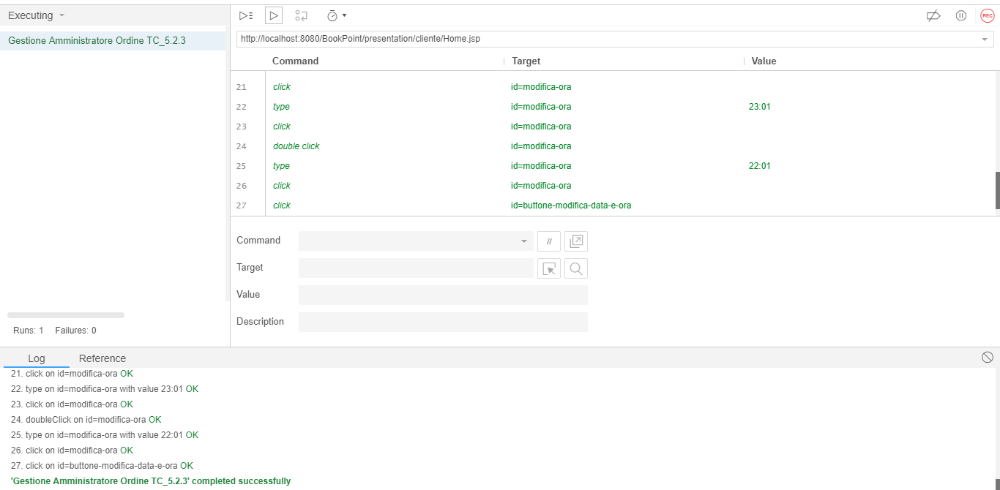 Executing
Gestione Amministratore Ordine TC_5.2.3
Runs: 1 Failures: 0
REC
http://localhost:8080/BookPoint/presentation/cliente/Home.jsp
Command Target Value
21 click id=modifica-ora
22 type id=modifica-ora 23:01
23 click id=modifica-ora
24 double click id=modifica-ora
25 type id=modifica-ora 22:01
26 click id=modifica-ora
27 click id=buttone-modifica-data-e-ora
Command //
Target
Value
Description
Log Reference
21. click on id=modifica-ora OK
22. type on id=modifica-ora with value 23:01 OK
23. click on id=modifica-ora OK
24. doubleClick on id=modifica-ora OK
25. type on id=modifica-ora with value 22:01 OK
26. click on id=modifica-ora OK
27. click on id=buttone-modifica-data-e-ora OK
'Gestione Amministratore Ordine TC_5.2.3' completed successfully